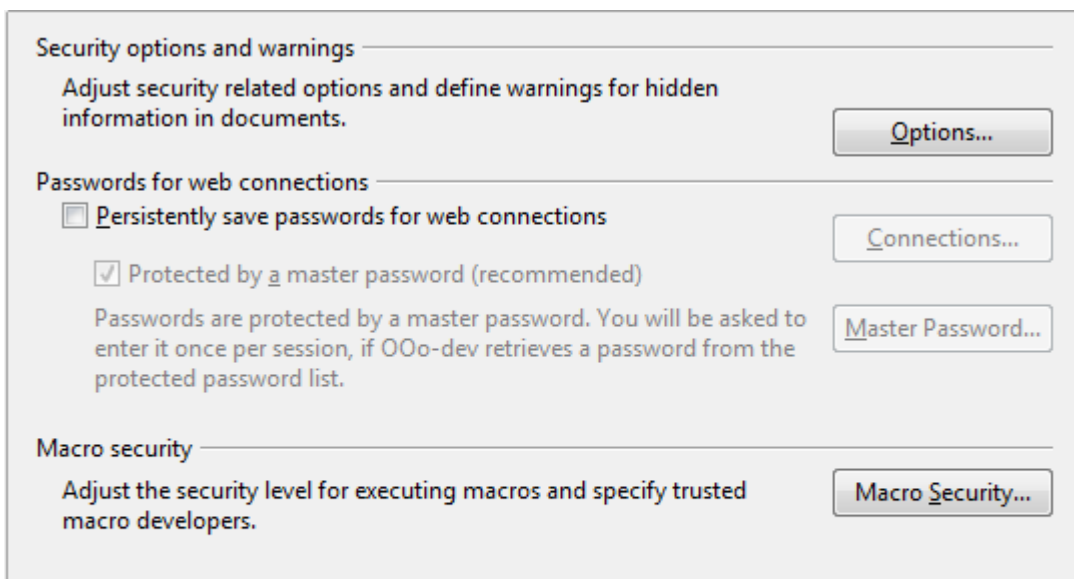 Security options and warnings
Adjust security related options and define warnings for hidden
information in documents.
Options...
Passwords for web connections
Persistently save passwords for web connections
Connections...
Protected by a master password (recommended)
Passwords are protected by a master password. You will be asked to
enter it once per session, if OOo-dev retrieves a password from the
protected password list.
Master Password...
Macro security
Adjust the security level for executing macros and specify trusted
macro developers.
Macro Security...